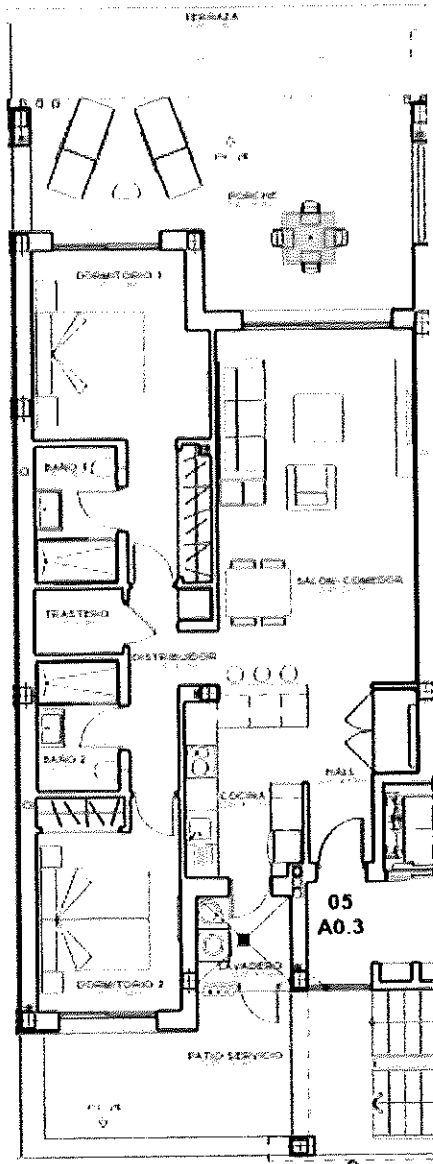 TERRAZA
PORCHE
DORMITORIO 1
BAÑO 1
SALON-COMEDOR
TRASTERO
DISTRIBUIDOR
BAÑO 2
HALL
COCINA
05
A0.3
LAVADERO
DORMITORIO 2
PATIO SERVICIO